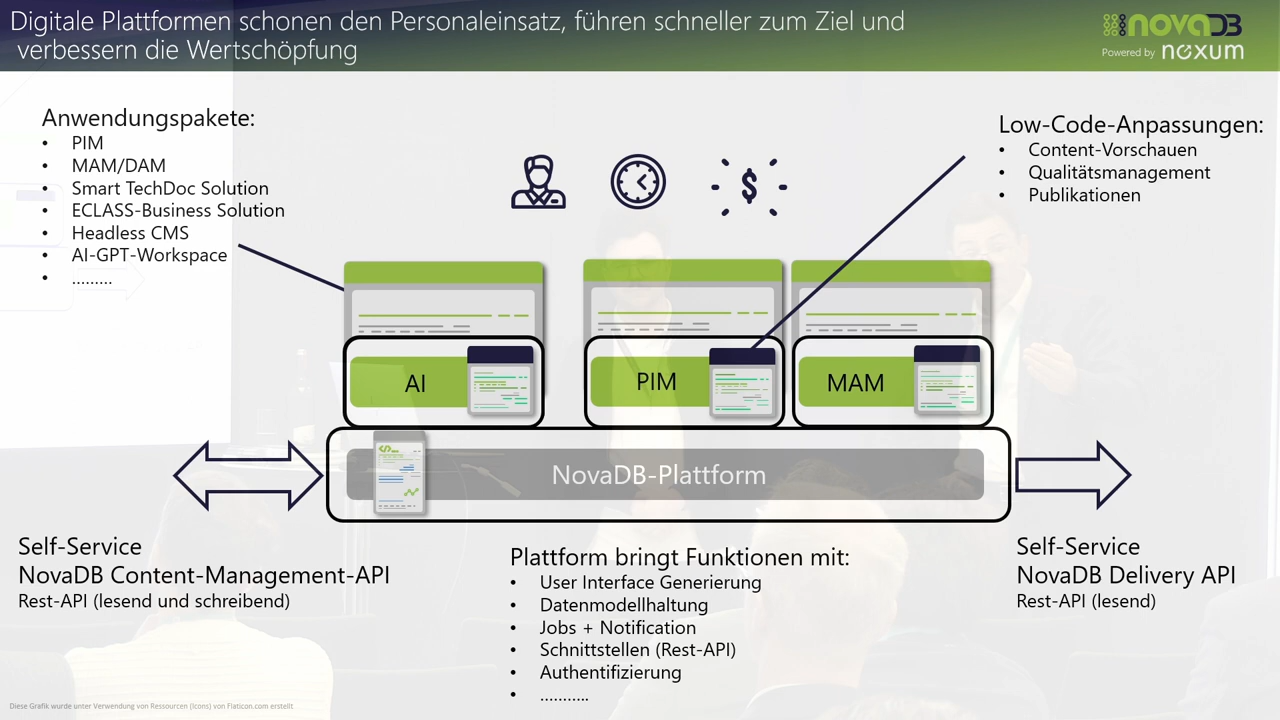 Digitale Plattformen schonen den Personaleinsatz, führen schneller zum Ziel und
verbessern die Wertschöpfung
novaDB
Powered by noxum
Anwendungspakete:
• PIM
• MAM/DAM
• Smart TechDoc Solution
• ECLASS-Business Solution
• Headless CMS
• AI-GPT-Workspace
• .........
Low-Code-Anpassungen:
• Content-Vorschauen
• Qualitätsmanagement
• Publikationen
$
AI
PIM
MAM
</>
NovaDB-Plattform
Self-Service
NovaDB Content-Management-API
Rest-API (lesend und schreibend)
Plattform bringt Funktionen mit:
• User Interface Generierung
• Datenmodellhaltung
• Jobs + Notification
• Schnittstellen (Rest-API)
• Authentifizierung
• ...........
Self-Service
NovaDB Delivery API
Rest-API (lesend)
Diese Grafik wurde unter Verwendung von Ressourcen (Icons) von Flaticon.com erstellt